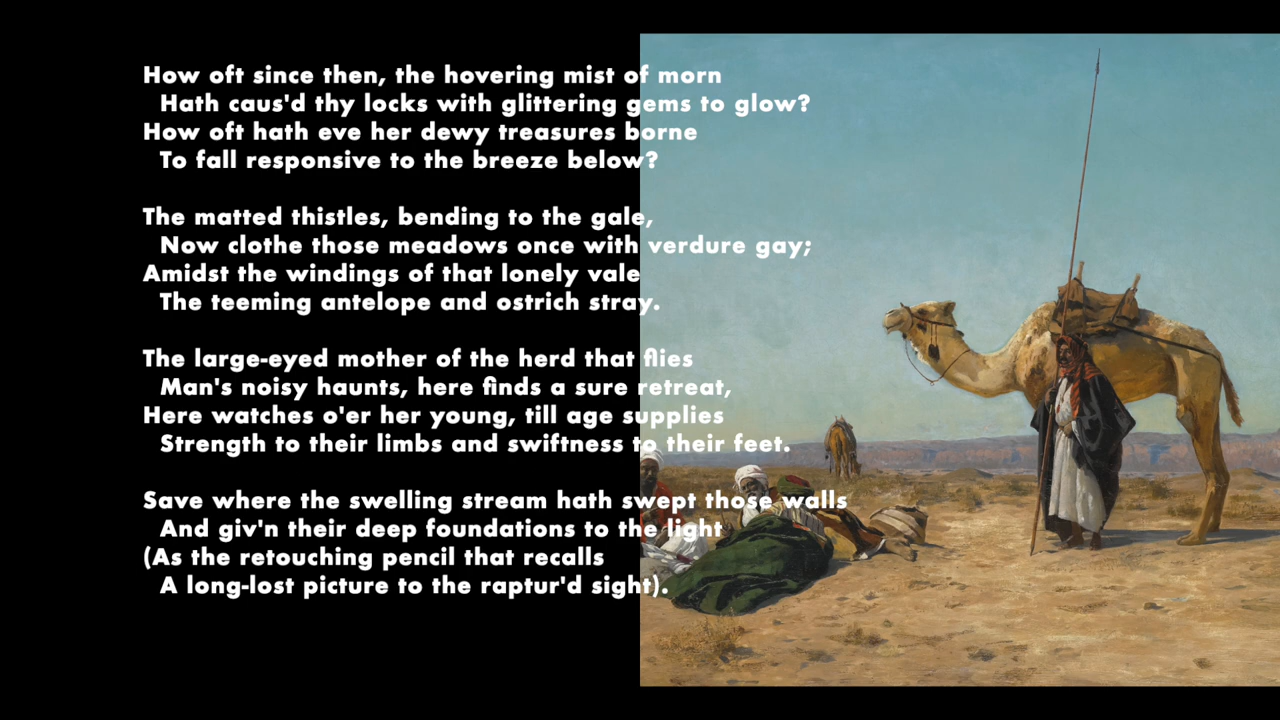 How oft since then, the hovering mist of morn
Hath caus'd thy locks with glittering gems to glow?
How oft hath eve her dewy treasures borne
To fall responsive to the breeze below?

The matted thistles, bending to the gale,
Now clothe those meadows once with verdure gay;
Amidst the windings of that lonely vale
The teeming antelope and ostrich stray.

The large-eyed mother of the herd that flies
Man's noisy haunts, here finds a sure retreat,
Here watches o'er her young, till age supplies
Strength to their limbs and swiftness to their feet.

Save where the swelling stream hath swept those walls
And giv'n their deep foundations to the light
(As the retouching pencil that recalls
A long-lost picture to the raptur'd sight).